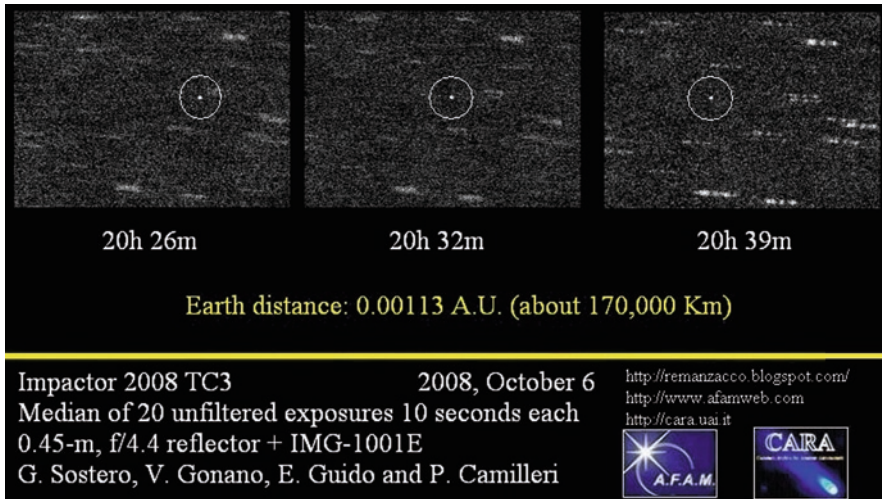 20h 26m 20h 32m 20h 39m
Earth distance: 0.00113 A.U. (about 170,000 Km)
Impactor 2008 TC3 2008, October 6
Median of 20 unfiltered exposures 10 seconds each
0.45-m, f/4.4 reflector + IMG-1001E
G. Sostero, V. Gonano, E. Guido and P. Camilleri
http://remanzacco.blogspot.com/
http://www.afamweb.com
http://cara.uai.it
A.F.A.M.
CARA